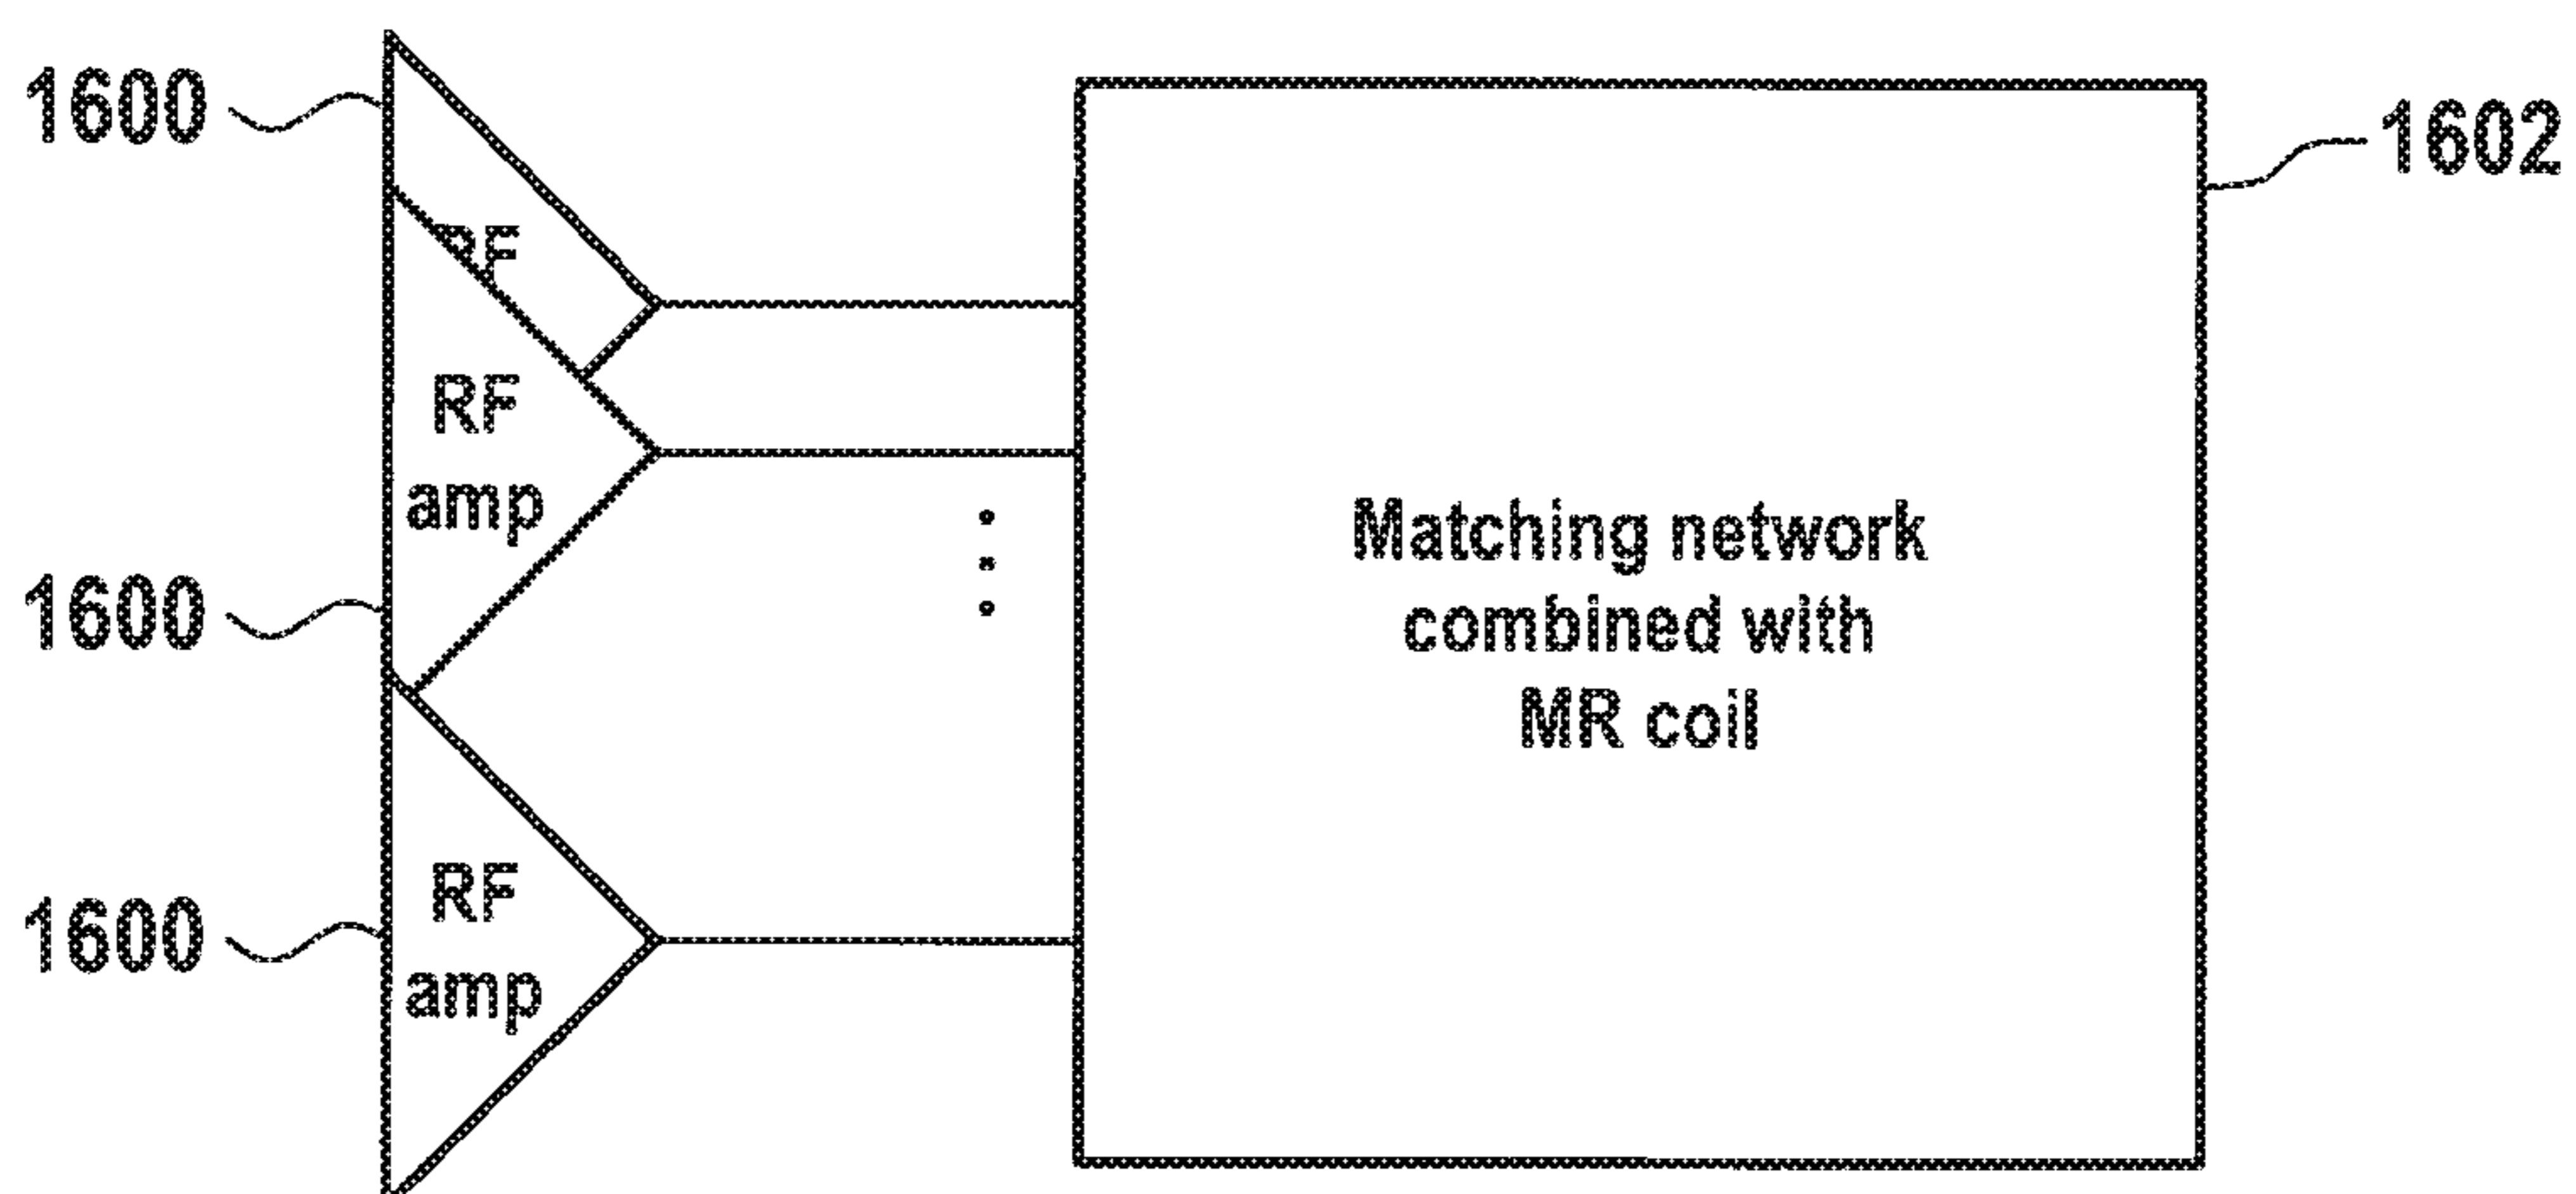 1600
1602
RF
RF
amp
Matching network
combined with
MR coil
1600
RF
amp
1600